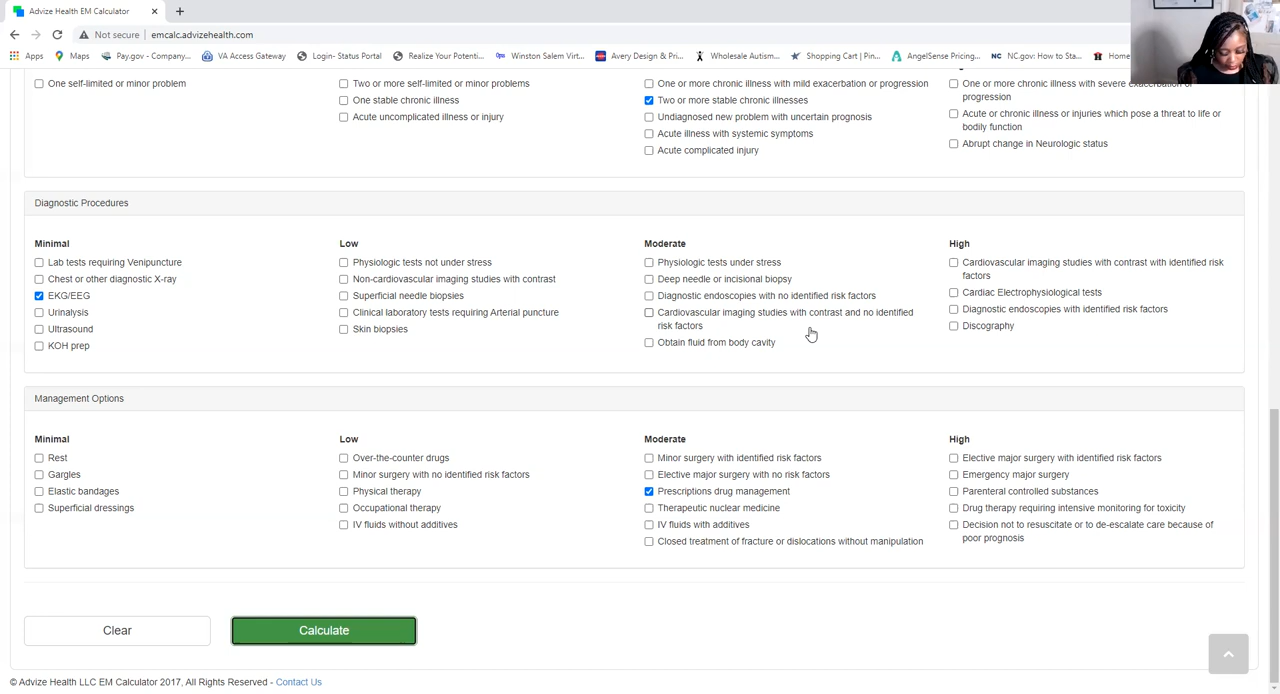 Advize Health EM Calculator
Not secure | emcalc.advizehealth.com
Apps
Maps
Pay.gov - Company...
VA Access Gateway
Login- Status Portal
Realize Your Potenti...
Winston Salem Virt...
Avery Design & Pri...
Wholesale Autism...
Shopping Cart | Pin...
AngelSense Pricing...
NC.gov: How to Sta...
Home
One self-limited or minor problem
Two or more self-limited or minor problems
One stable chronic illness
Acute uncomplicated illness or injury
One or more chronic illness with mild exacerbation or progression
Two or more stable chronic illnesses
Undiagnosed new problem with uncertain prognosis
Acute illness with systemic symptoms
Acute complicated injury
One or more chronic illness with severe exacerbation or
progression
Acute or chronic illness or injuries which pose a threat to life or
bodily function
Abrupt change in Neurologic status
Diagnostic Procedures
Minimal
Lab tests requiring Venipuncture
Chest or other diagnostic X-ray
EKG/EEG
Urinalysis
Ultrasound
KOH prep
Low
Physiologic tests not under stress
Non-cardiovascular imaging studies with contrast
Superficial needle biopsies
Clinical laboratory tests requiring Arterial puncture
Skin biopsies
Moderate
Physiologic tests under stress
Deep needle or incisional biopsy
Diagnostic endoscopies with no identified risk factors
Cardiovascular imaging studies with contrast and no identified
risk factors
Obtain fluid from body cavity
High
Cardiovascular imaging studies with contrast with identified risk
factors
Cardiac Electrophysiological tests
Diagnostic endoscopies with identified risk factors
Discography
Management Options
Minimal
Rest
Gargles
Elastic bandages
Superficial dressings
Low
Over-the-counter drugs
Minor surgery with no identified risk factors
Physical therapy
Occupational therapy
IV fluids without additives
Moderate
Minor surgery with identified risk factors
Elective major surgery with no risk factors
Prescriptions drug management
Therapeutic nuclear medicine
IV fluids with additives
Closed treatment of fracture or dislocations without manipulation
High
Elective major surgery with identified risk factors
Emergency major surgery
Parenteral controlled substances
Drug therapy requiring intensive monitoring for toxicity
Decision not to resuscitate or to de-escalate care because of
poor prognosis
Clear
Calculate
© Advize Health LLC EM Calculator 2017, All Rights Reserved - Contact Us